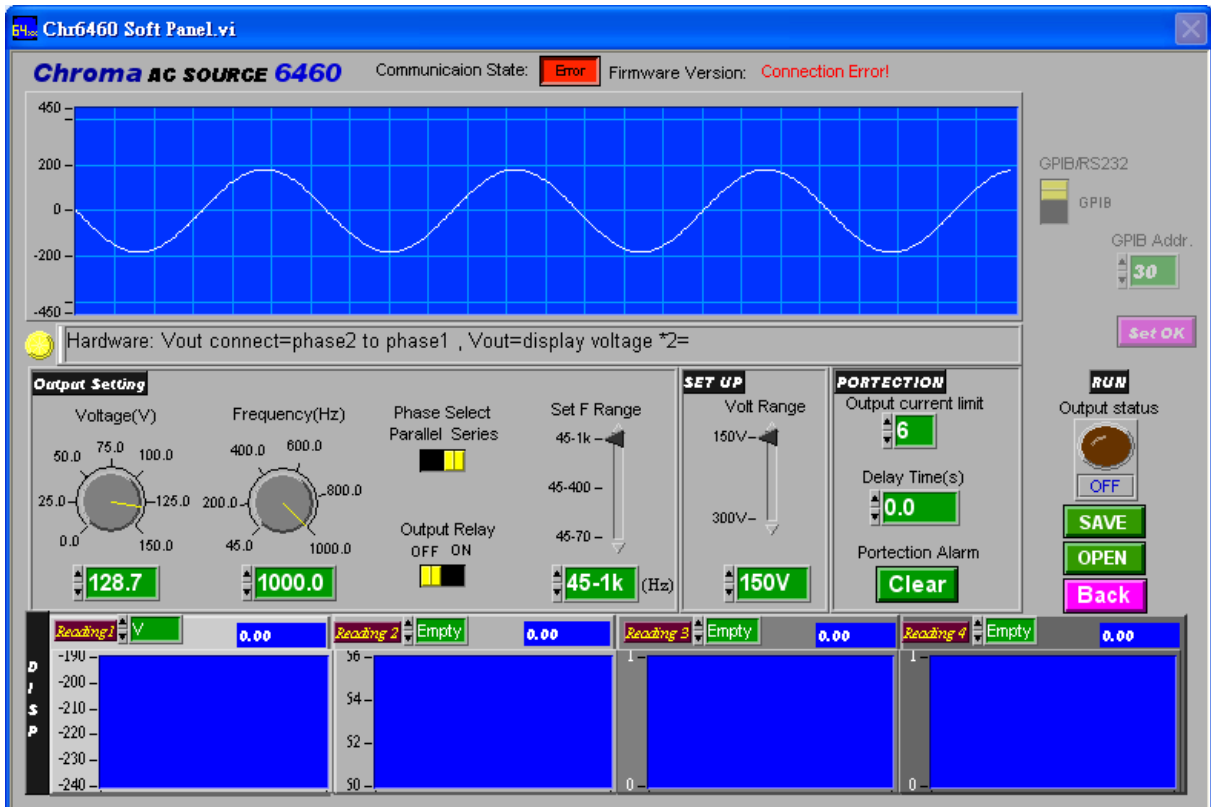 64xx Chr6460 Soft Panel.vi
Chroma AC SOURCE 6460 Communicaion State: Error Firmware Version: Connection Error!
450
200
0
-200
-450
GPIB/RS232
GPIB
GPIB Addr.
30
Set OK
Hardware: Vout connect=phase2 to phase1 , Vout=display voltage *2=
Output Setting
Voltage(V)
0.0 25.0 50.0 75.0 100.0 125.0 150.0
128.7
Frequency(Hz)
45.0 200.0 400.0 600.0 800.0 1000.0
1000.0
Phase Select
Parallel Series
Output Relay
OFF ON
Set F Range
45-1k
45-400
45-70
45-1k (Hz)
SET UP
Volt Range
150V
300V
150V
PORTECTION
Output current limit
6
Delay Time(s)
0.0
Portection Alarm
Clear
RUN
Output status
OFF
SAVE
OPEN
Back
DISP
Reading 1 V 0.00
-190
-200
-210
-220
-230
-240
Reading 2 Empty 0.00
56
54
52
50
Reading 3 Empty 0.00
1
0
Reading 4 Empty 0.00
1
0